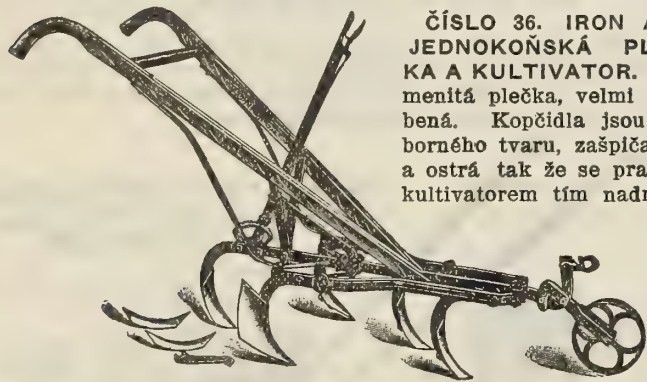 ČÍSLO 36. IRON A
JEDNOKOŇSKÁ PL
KA A KULTIVATOR.
menitá plečka, velmi
bená. Kopčidla jsou
borného tvaru, zašpiča
a ostrá tak že se pra
kultivatorem tím nadr